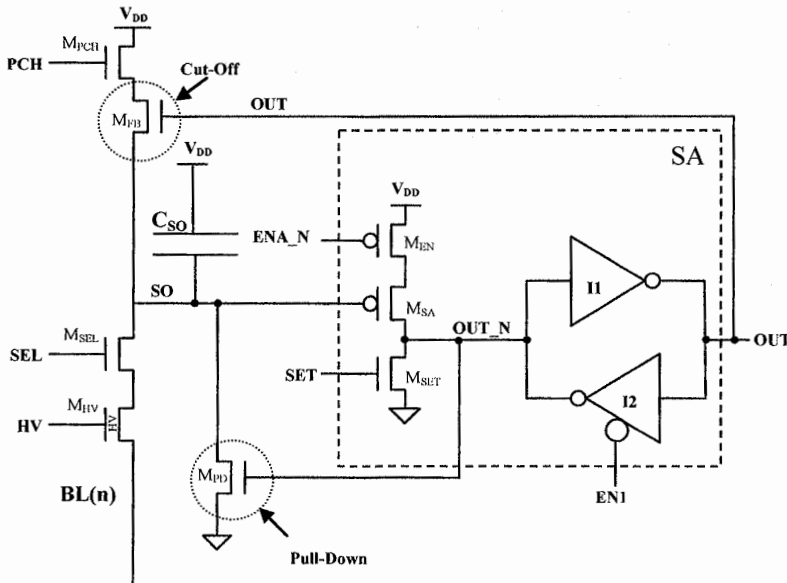 VDD
MPCH
PCH
Cut-Off
MFB
OUT
SA
VDD
VDD
CSO
ENA_N
MEN
I1
SO
MSA
OUT_N
OUT
MSEL
SEL
SET
MSET
I2
MHV
HV
HV
MPD
BL(n)
EN1
Pull-Down